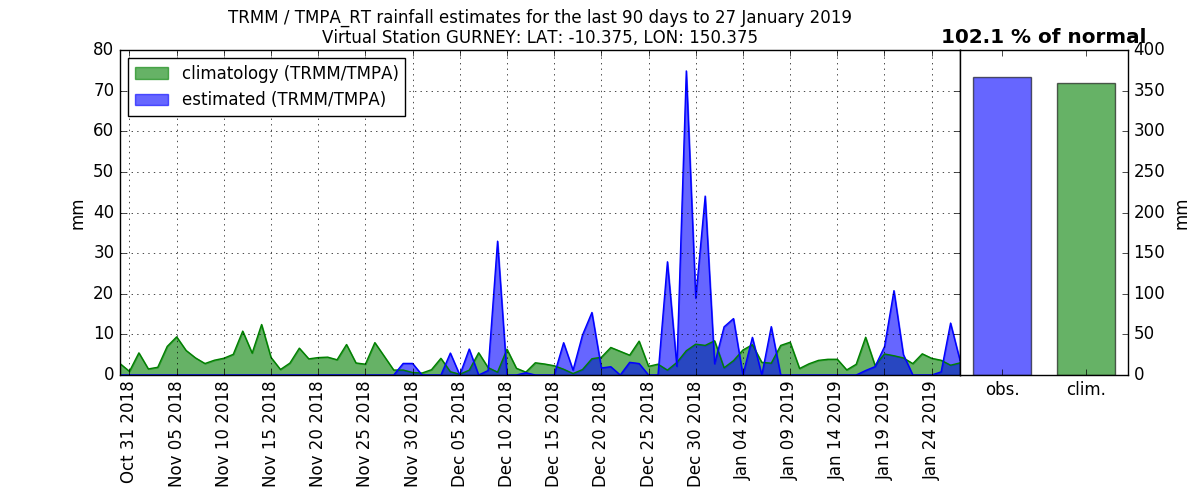 TRMM / TMPA_RT rainfall estimates for the last 90 days to 27 January 2019
Virtual Station GURNEY: LAT: -10.375, LON: 150.375
102.1 % of normal
climatology (TRMM/TMPA)
estimated (TRMM/TMPA)
mm
80
70
60
50
40
30
20
10
0
Oct 31 2018
Nov 05 2018
Nov 10 2018
Nov 15 2018
Nov 20 2018
Nov 25 2018
Nov 30 2018
Dec 05 2018
Dec 10 2018
Dec 15 2018
Dec 20 2018
Dec 25 2018
Dec 30 2018
Jan 04 2019
Jan 09 2019
Jan 14 2019
Jan 19 2019
Jan 24 2019
obs.
clim.
400
350
300
250
200
150
100
50
0
mm